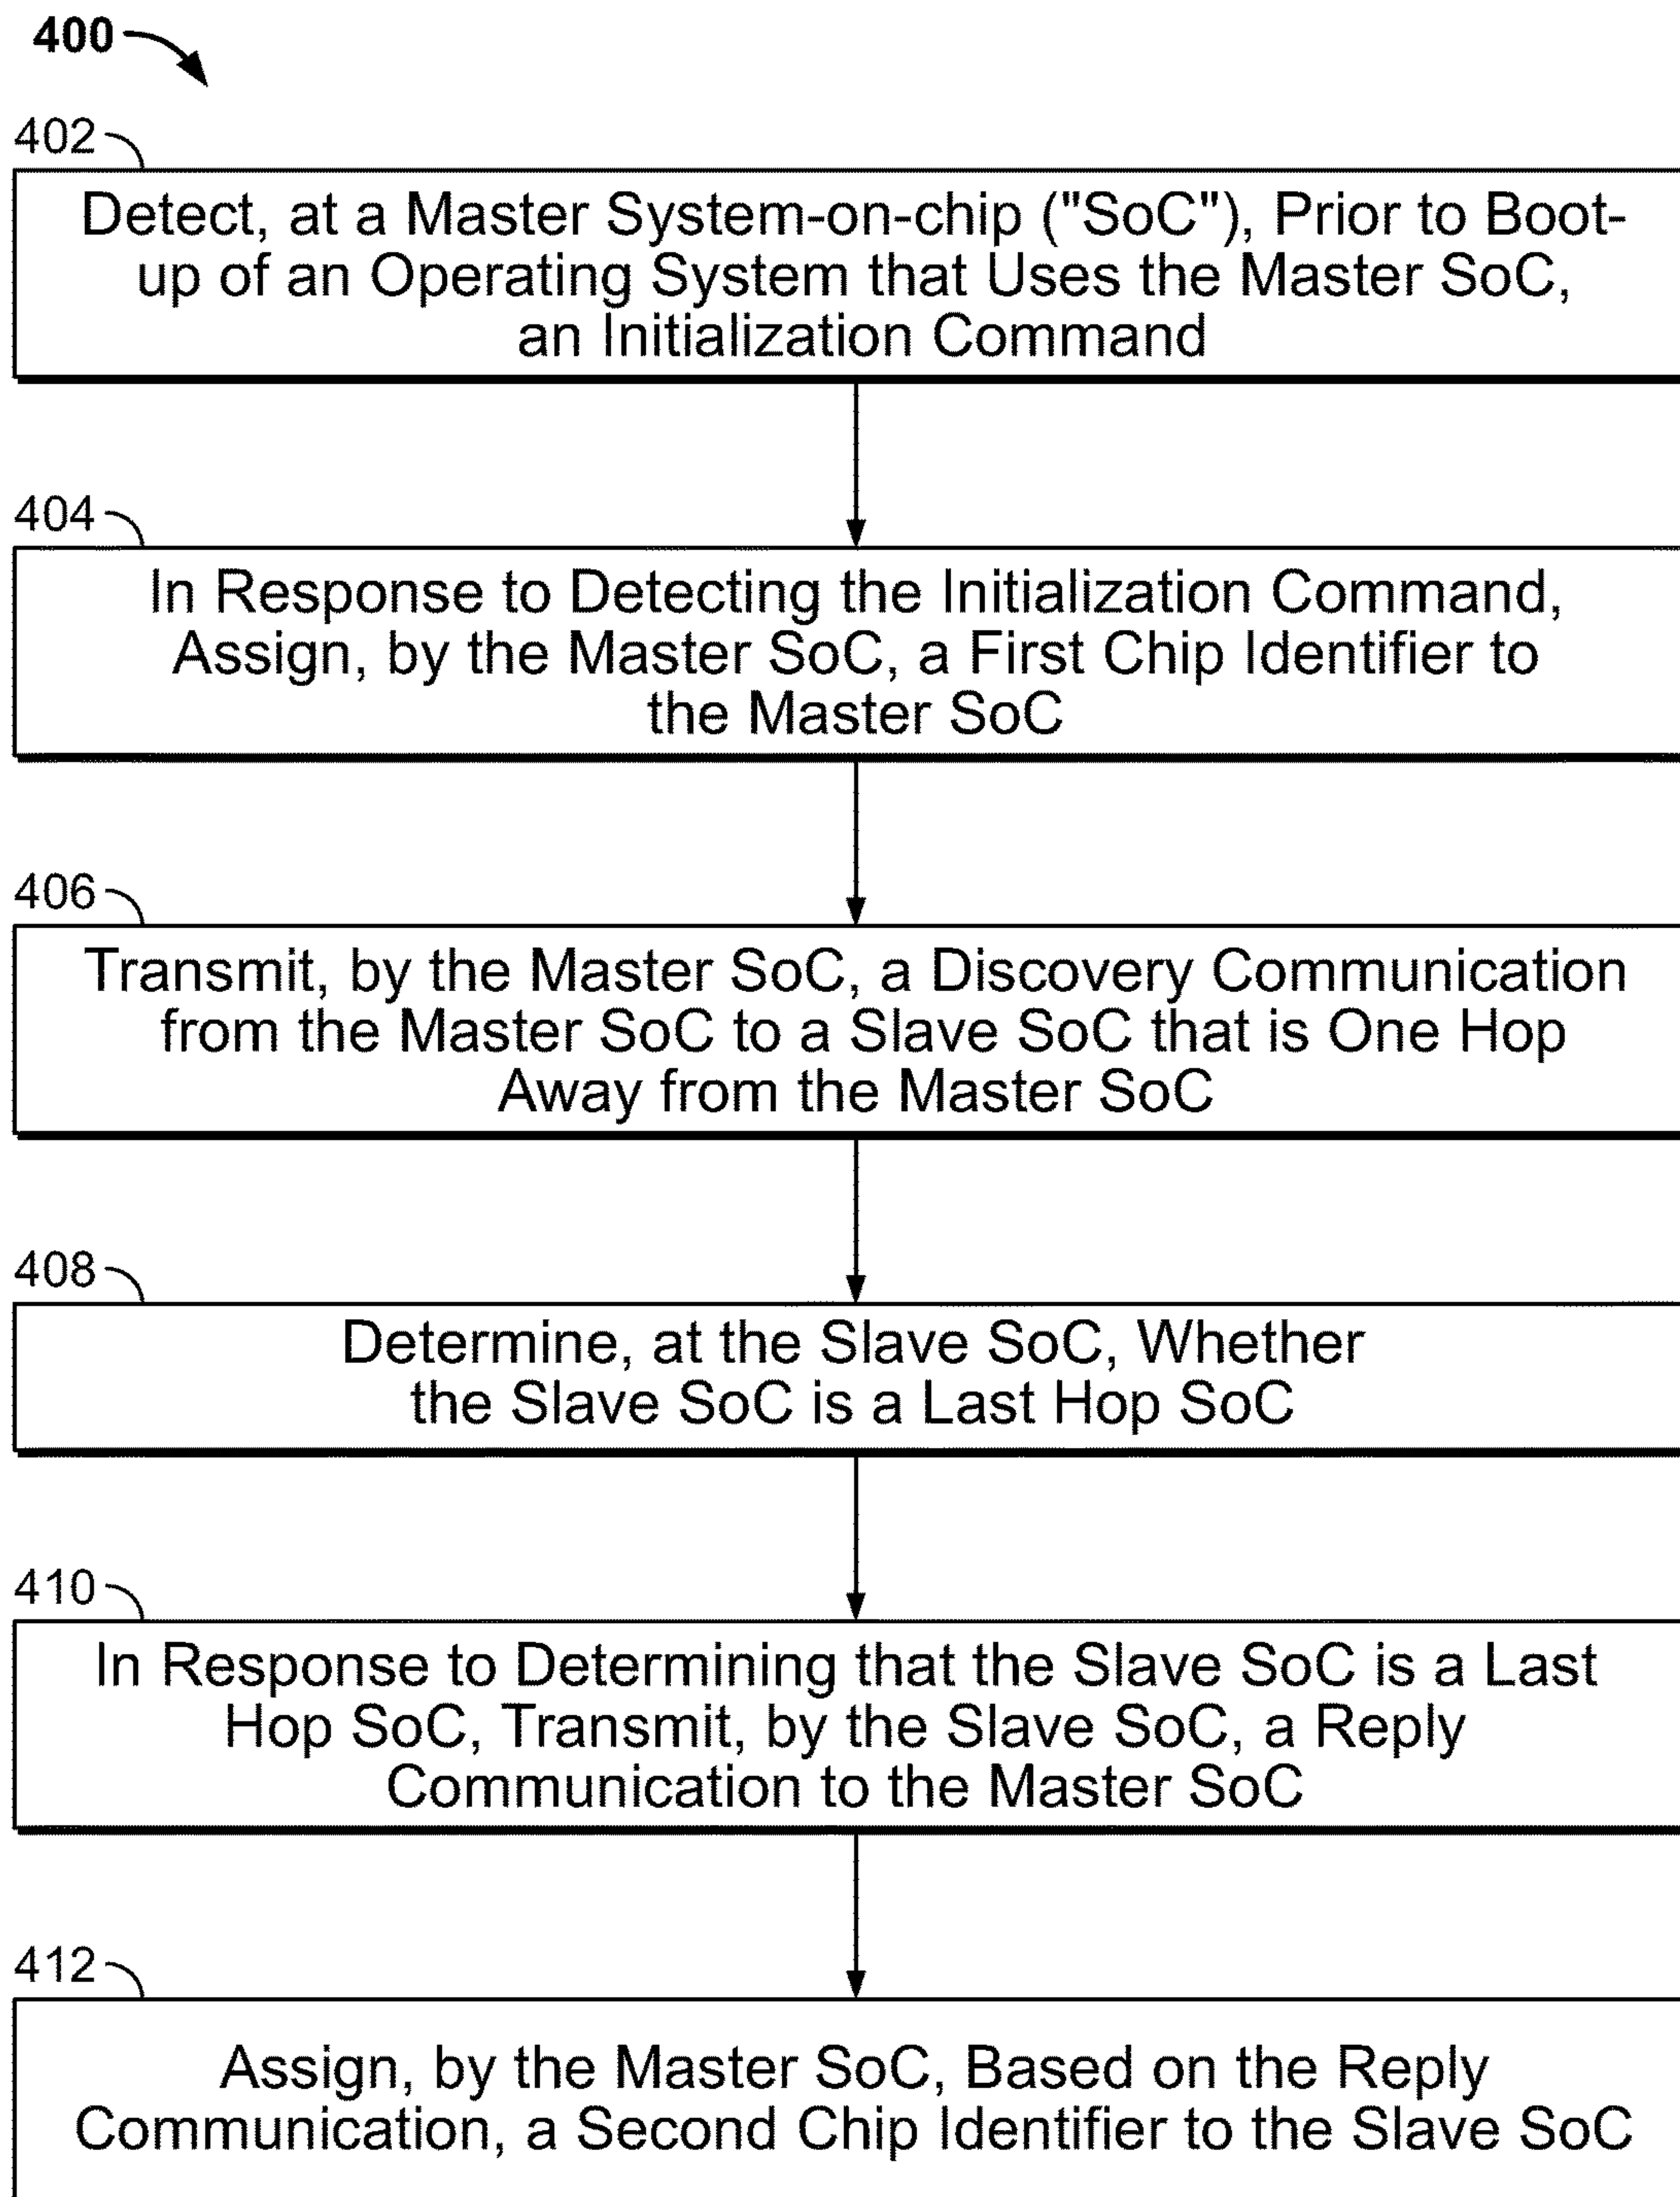 400
402
Detect, at a Master System-on-chip ("SoC"), Prior to Boot-
up of an Operating System that Uses the Master SoC,
an Initialization Command
404
In Response to Detecting the Initialization Command,
Assign, by the Master SoC, a First Chip Identifier to
the Master SoC
406
Transmit, by the Master SoC, a Discovery Communication
from the Master SoC to a Slave SoC that is One Hop
Away from the Master SoC
408
Determine, at the Slave SoC, Whether
the Slave SoC is a Last Hop SoC
410
In Response to Determining that the Slave SoC is a Last
Hop SoC, Transmit, by the Slave SoC, a Reply
Communication to the Master SoC
412
Assign, by the Master SoC, Based on the Reply
Communication, a Second Chip Identifier to the Slave SoC